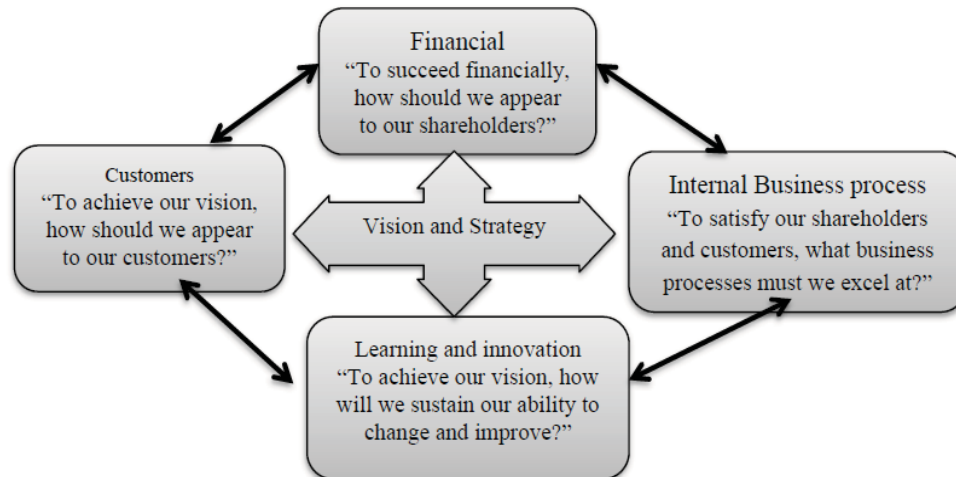 Financial
“To succeed financially,
how should we appear
to our shareholders?”
Customers
“To achieve our vision,
how should we appear
to our customers?”
Vision and Strategy
Internal Business process
“To satisfy our shareholders
and customers, what business
processes must we excel at?”
Learning and innovation
“To achieve our vision, how
will we sustain our ability to
change and improve?”